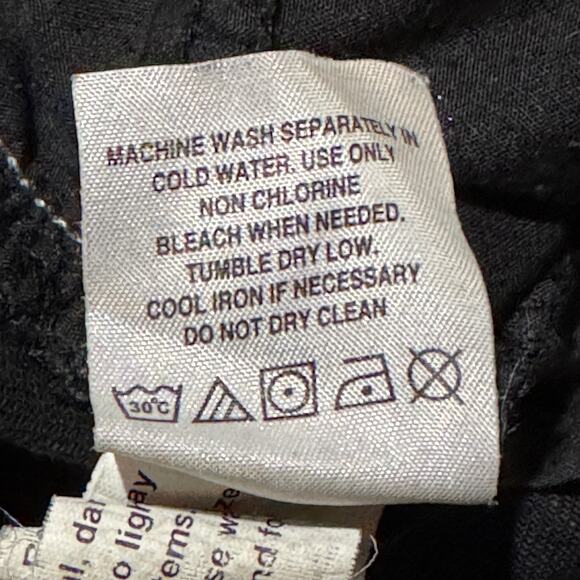 MACHINE WASH SEPARATELY IN
COLD WATER. USE ONLY
NON CHLORINE
BLEACH WHEN NEEDED.
TUMBLE DRY LOW.
COOL IRON IF NECESSARY
DO NOT DRY CLEAN
30°C